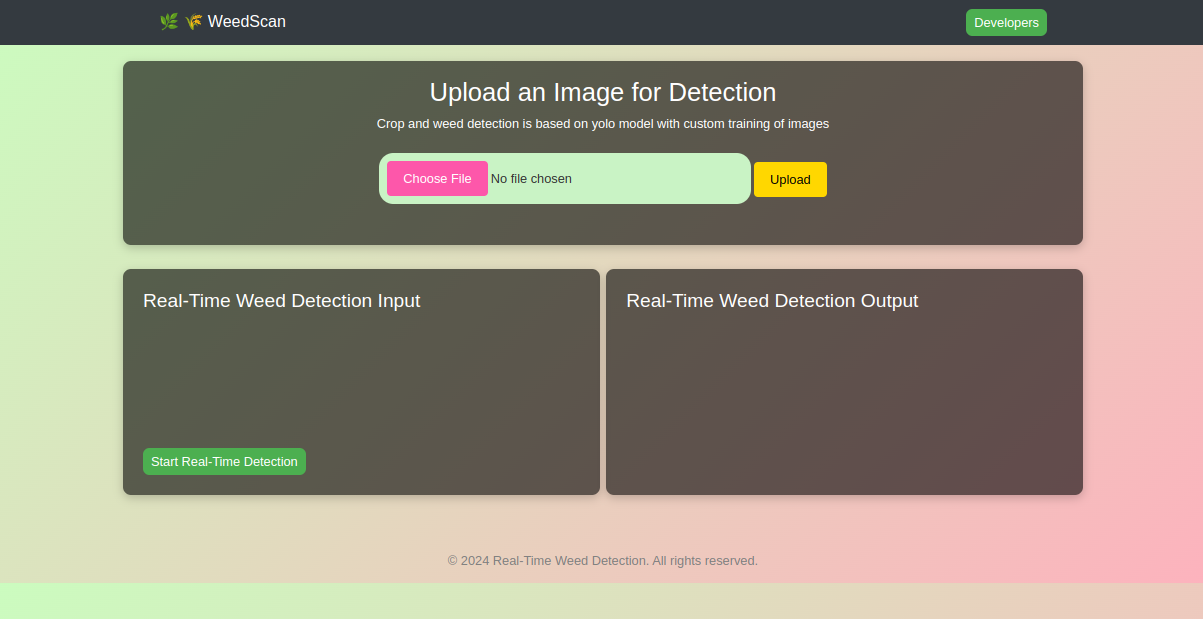 🌿 🌾 WeedScan
Developers
Upload an Image for Detection
Crop and weed detection is based on yolo model with custom training of images
Choose File No file chosen
Upload
Real-Time Weed Detection Input
Real-Time Weed Detection Output
Start Real-Time Detection
© 2024 Real-Time Weed Detection. All rights reserved.